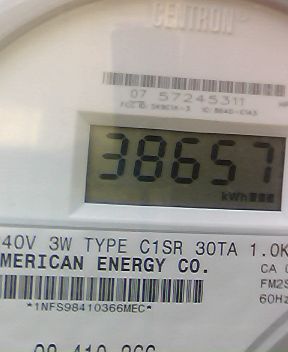 CENTRON
07 57245311
38657
kWh
40V 3W TYPE C1SR 30TA 1.0K
MERICAN ENERGY CO.
CA 0
FM2S
60Hz
*1NFS98410366MEC*